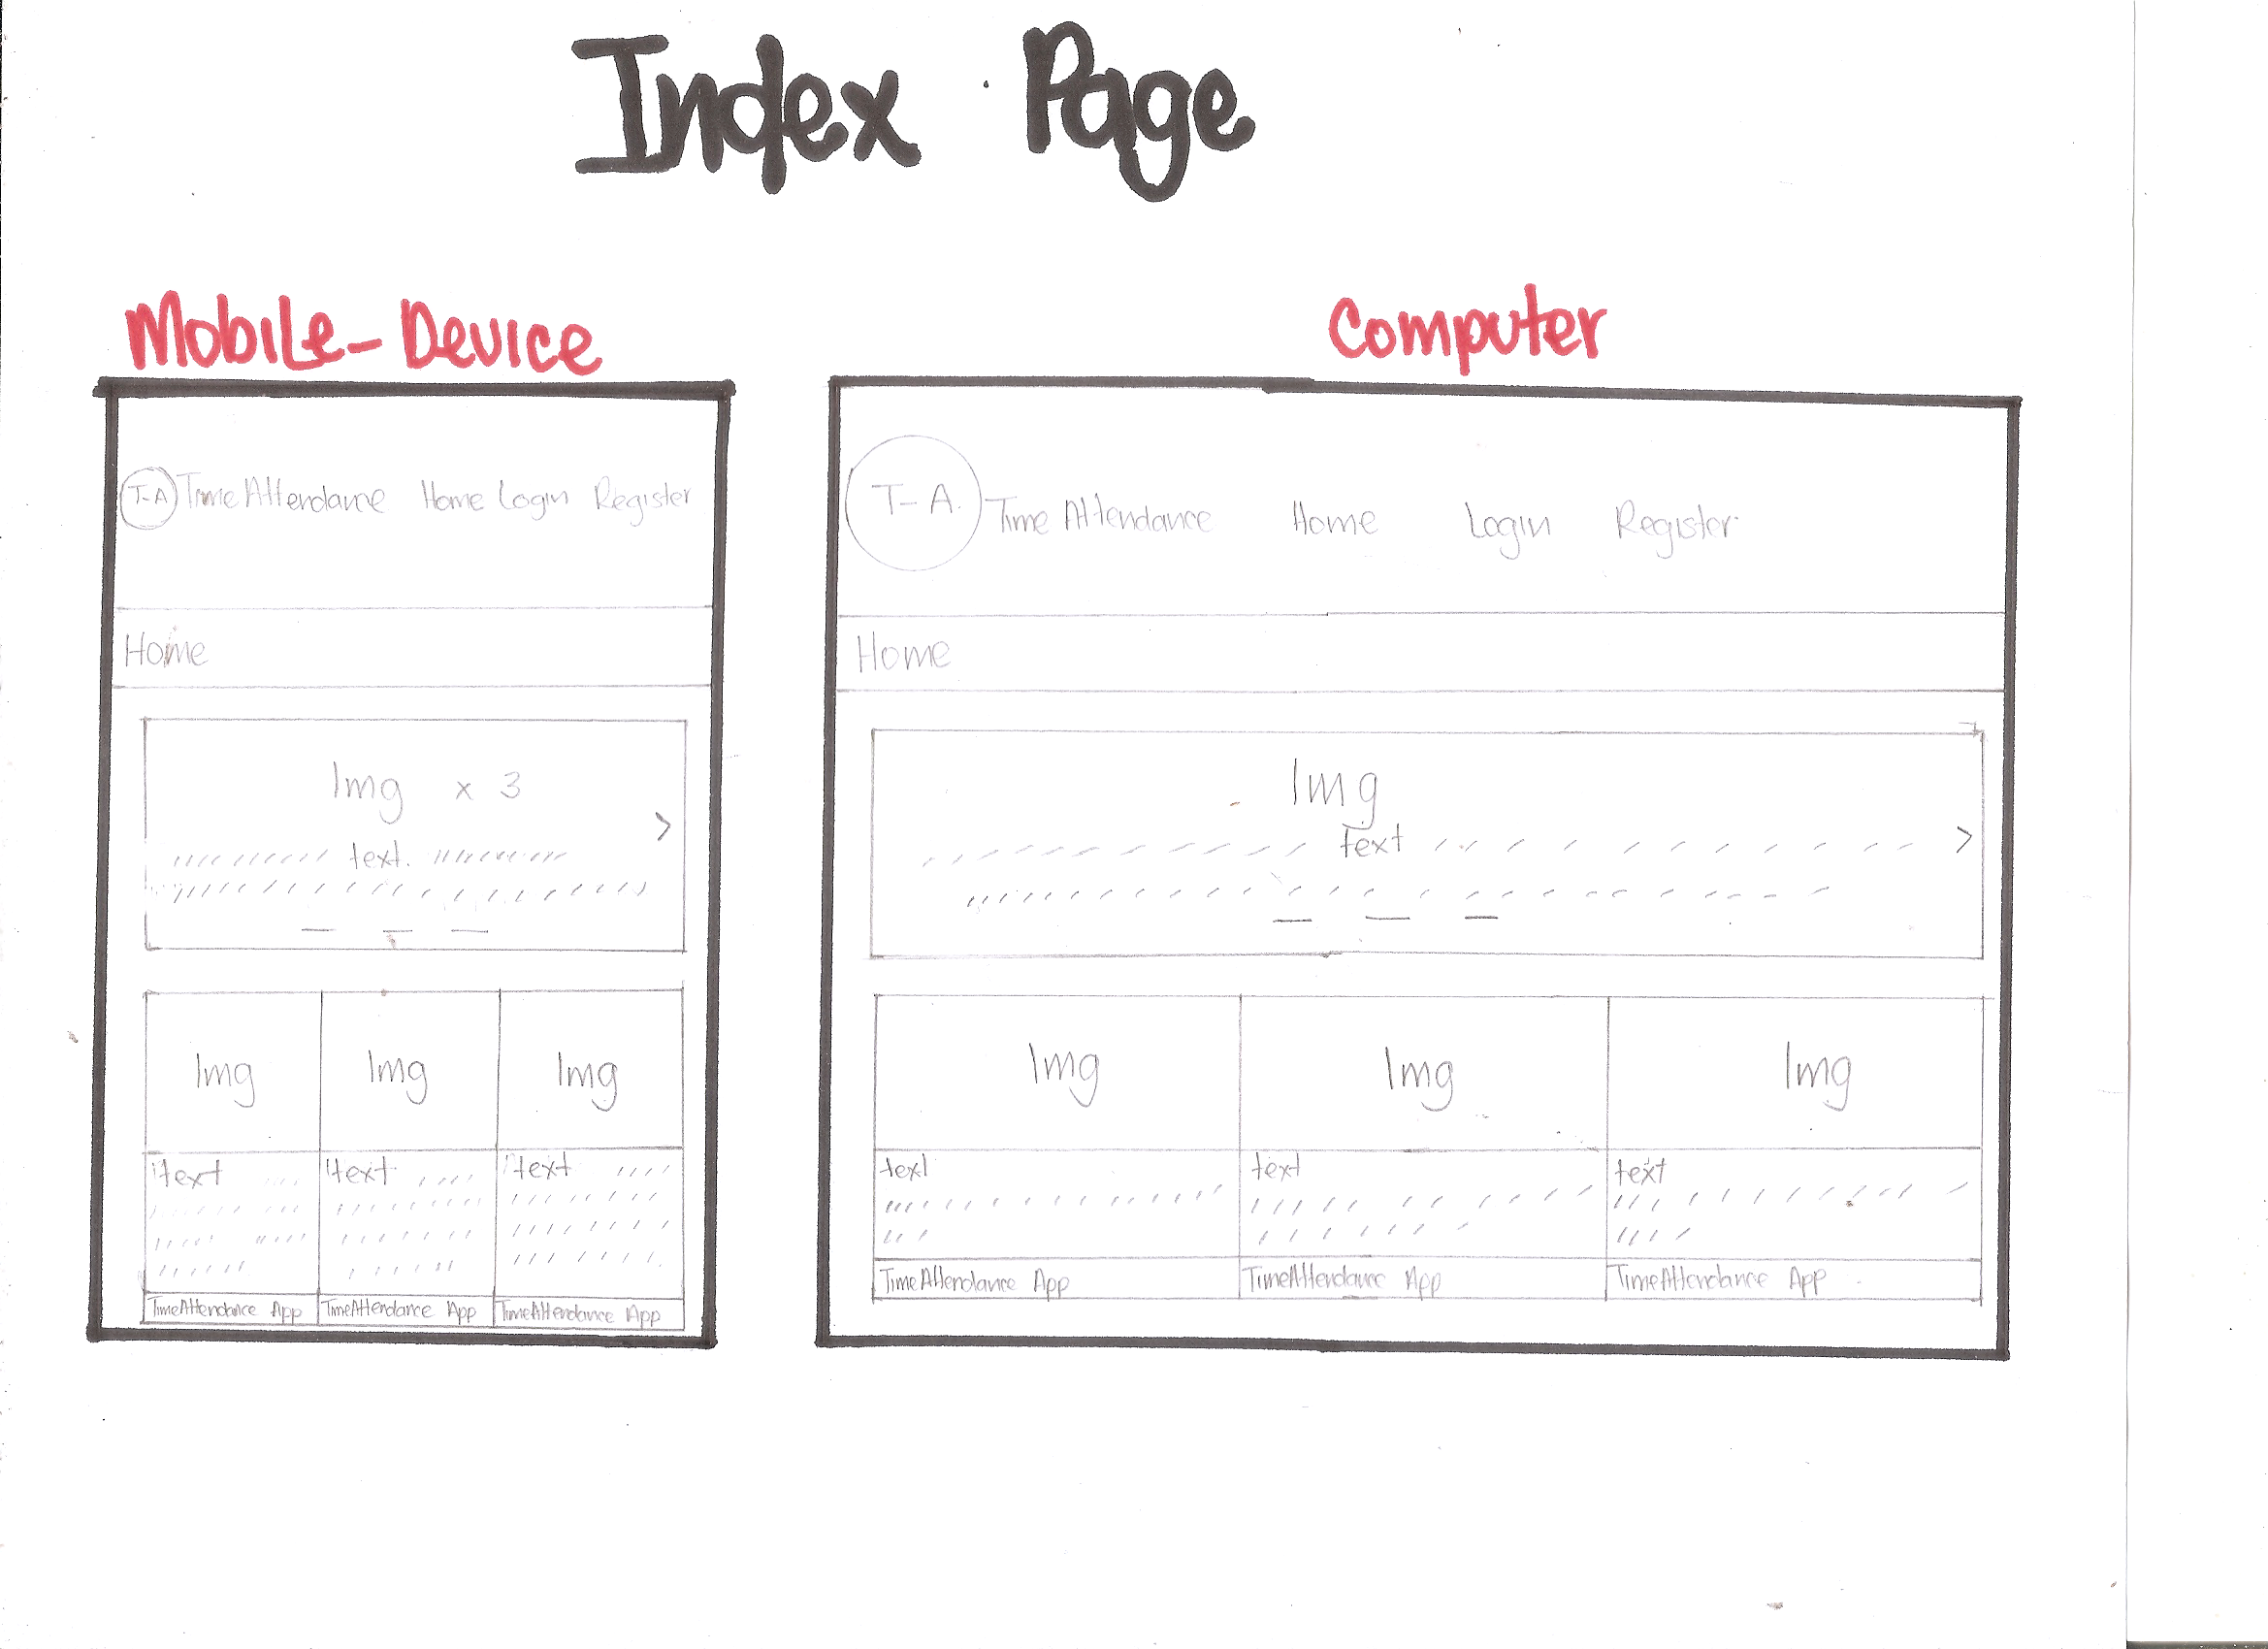 Index Page
Mobile-Device
T-A Time Attendance Home Login Register
Home
Img x 3
text.
>
Img Img Img
text text text
TimeAttendance App TimeAttendance App TimeAttendance App
Computer
T-A. Time Attendance Home Login Register
Home
Img
text
>
Img Img Img
text text text
TimeAttendance App TimeAttendance App TimeAttendance App